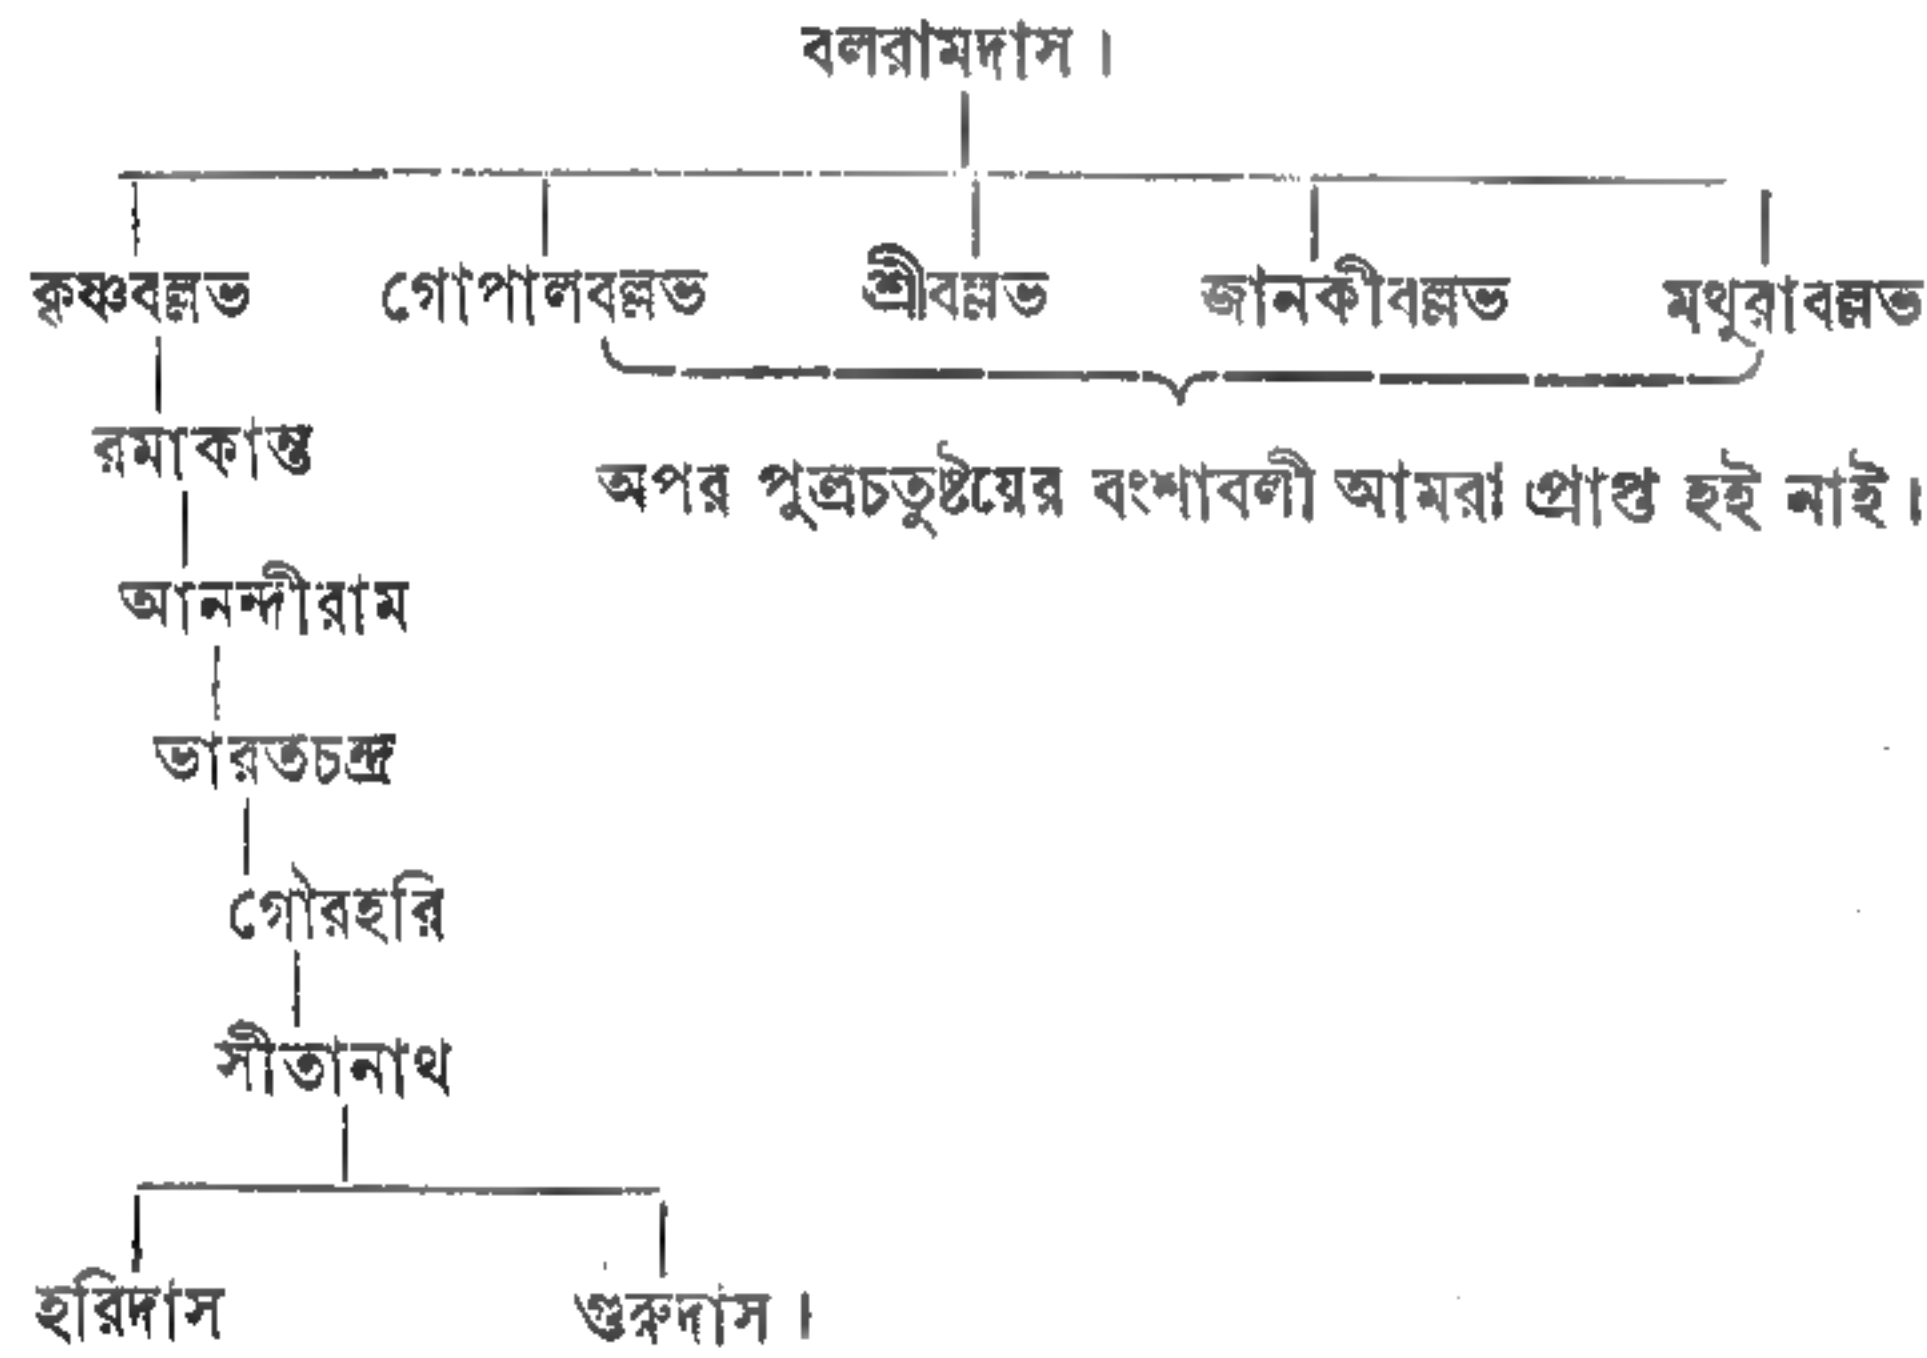 বলরামদাস ।
কৃষ্ণবল্লভ গোপালবল্লভ শ্রীবল্লভ জানকীবল্লভ মথুরাবল্লভ
রমাকান্ত
অপর পুত্রচতুষ্টয়ের বংশাবলী আমরা প্রাপ্ত হই নাই ।
আনন্দীরাম
ভারতচন্দ্র
গৌরহরি
সীতানাথ
হরিদাস গুরুদাস ।